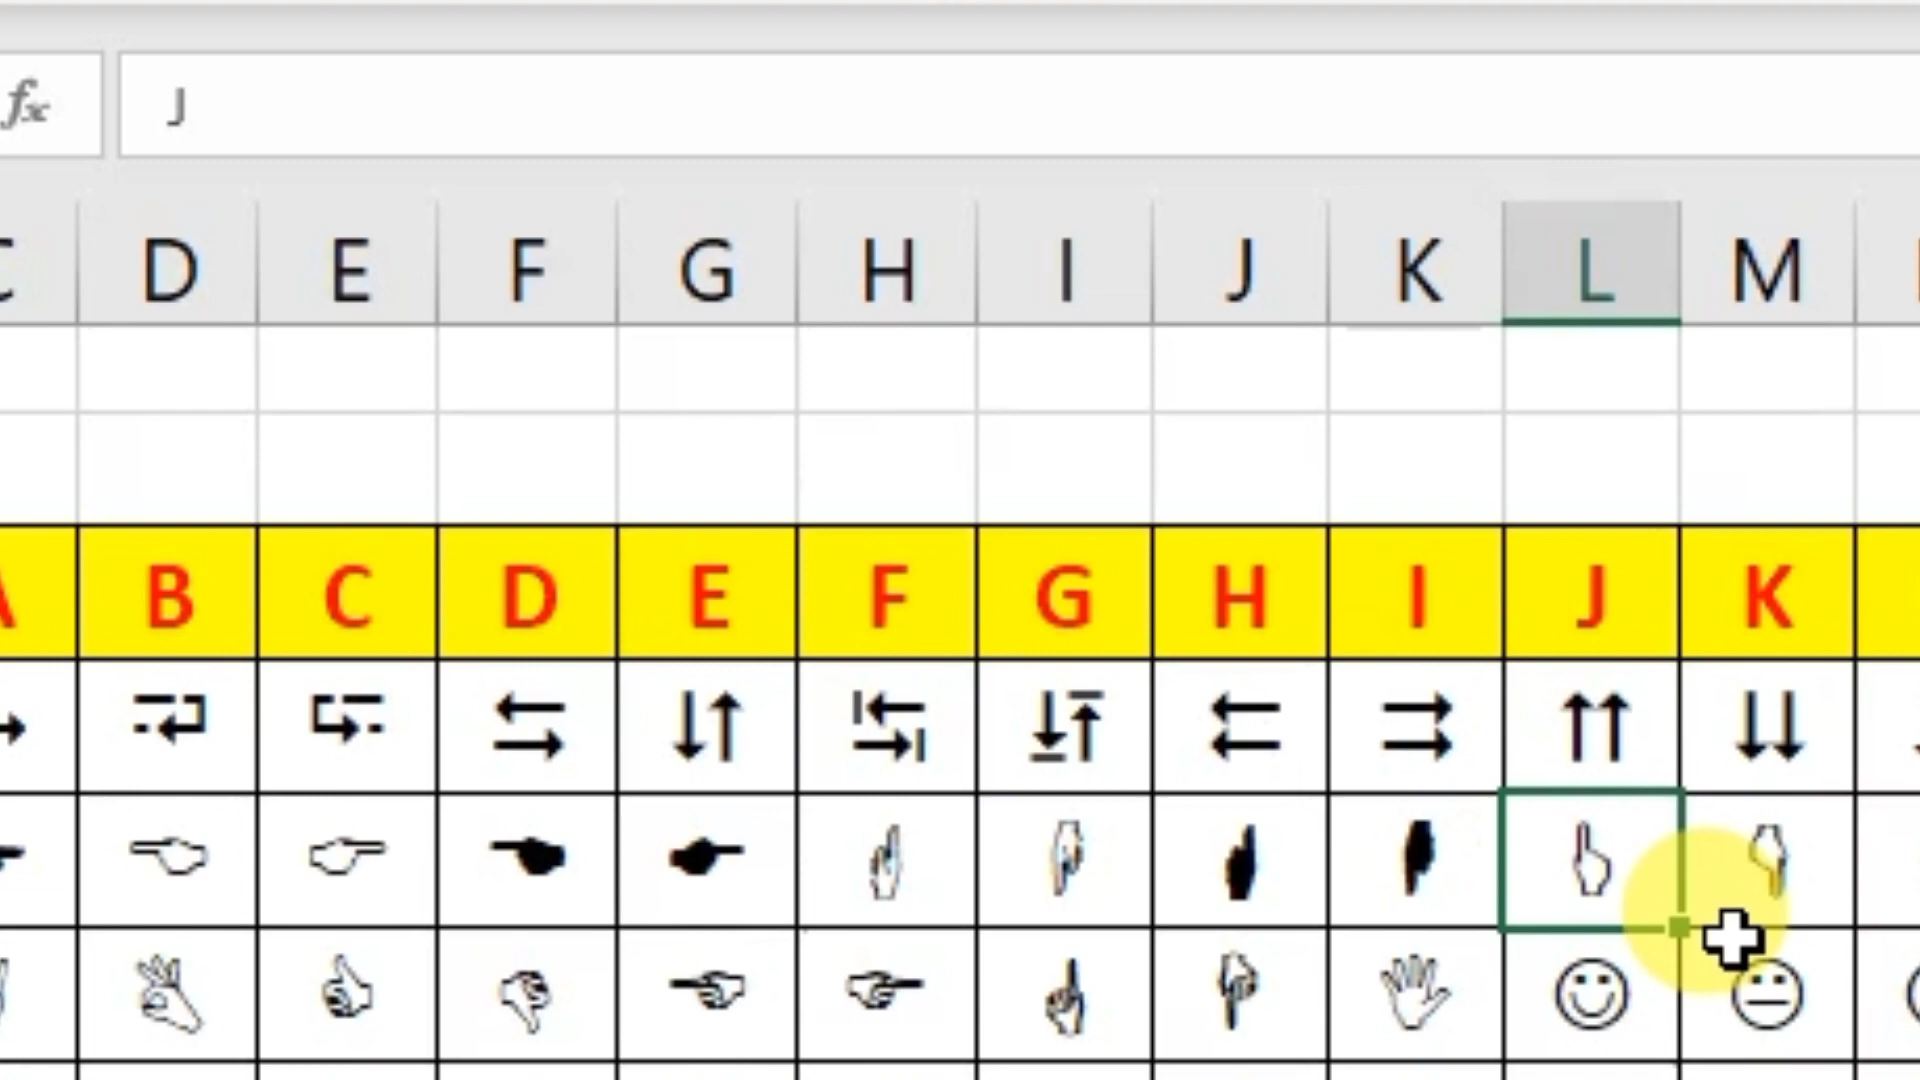 fx J
C D E F G H I J K L M
A B C D E F G H I J K